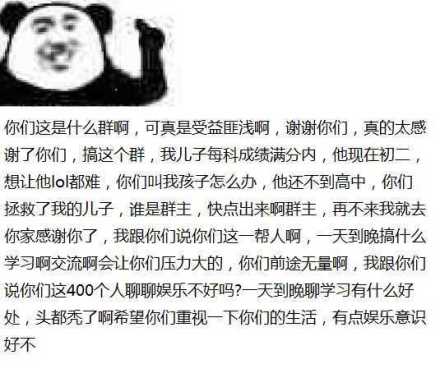 你们这是什么群啊，可真是受益匪浅啊，谢谢你们，真的太感
谢了你们，搞这个群，我儿子每科成绩满分内，他现在初二，
想让他lol都难，你们叫我孩子怎么办，他还不到高中，你们
拯救了我的儿子，谁是群主，快点出来啊群主，再不来我就去
你家感谢你了，我跟你们说你们这一帮人啊，一天到晚搞什么
学习啊交流啊会让你们压力大的，你们前途无量啊，我跟你们
说你们这400个人聊聊娱乐不好吗?一天到晚聊学习有什么好
处，头都秃了啊希望你们重视一下你们的生活，有点娱乐意识
好不